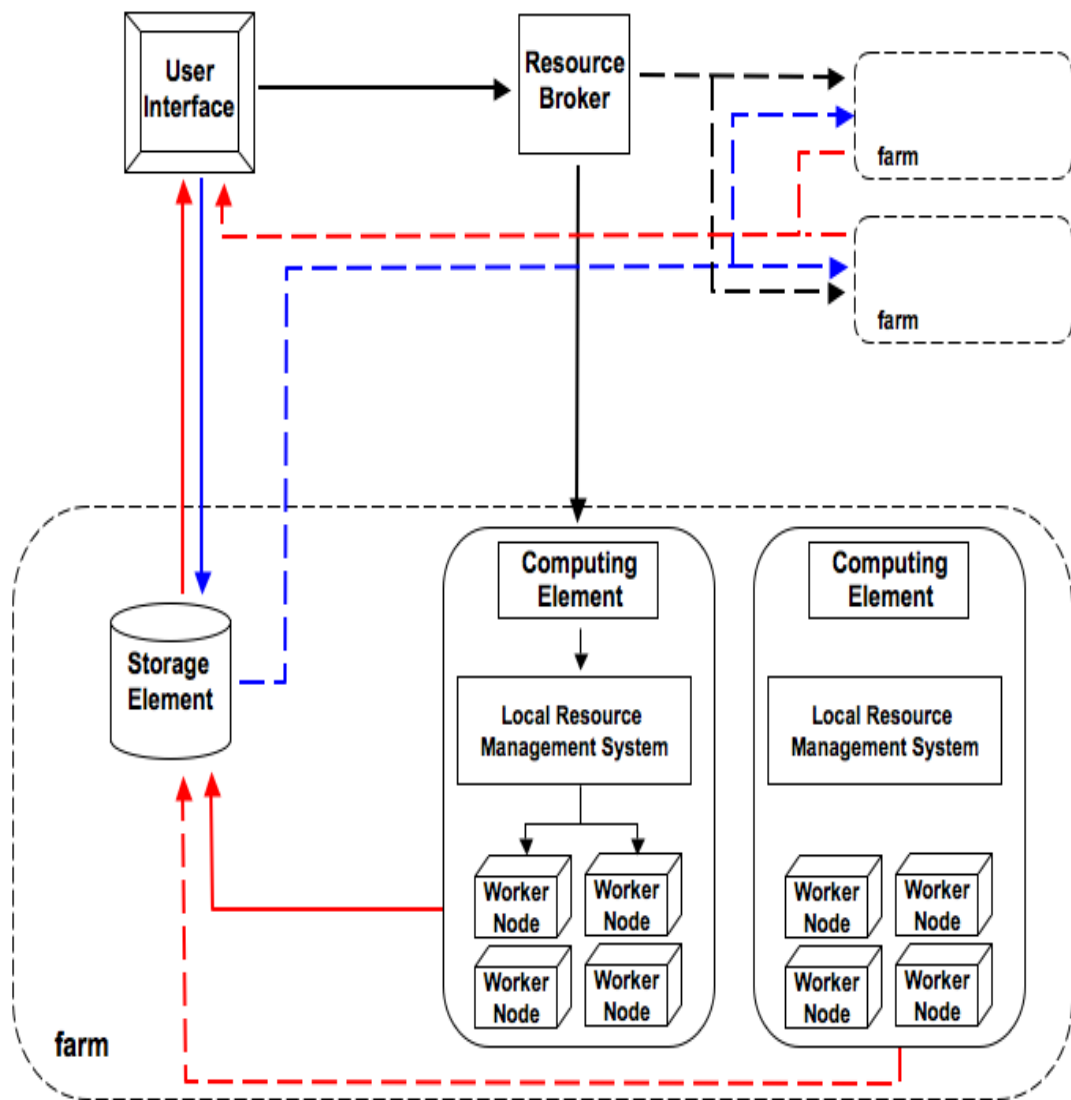 User
Interface
Resource
Broker
farm
farm
Computing
Element
Computing
Element
Storage
Element
Local Resource
Management System
Local Resource
Management System
Worker
Node
Worker
Node
Worker
Node
Worker
Node
Worker
Node
Worker
Node
Worker
Node
Worker
Node
farm